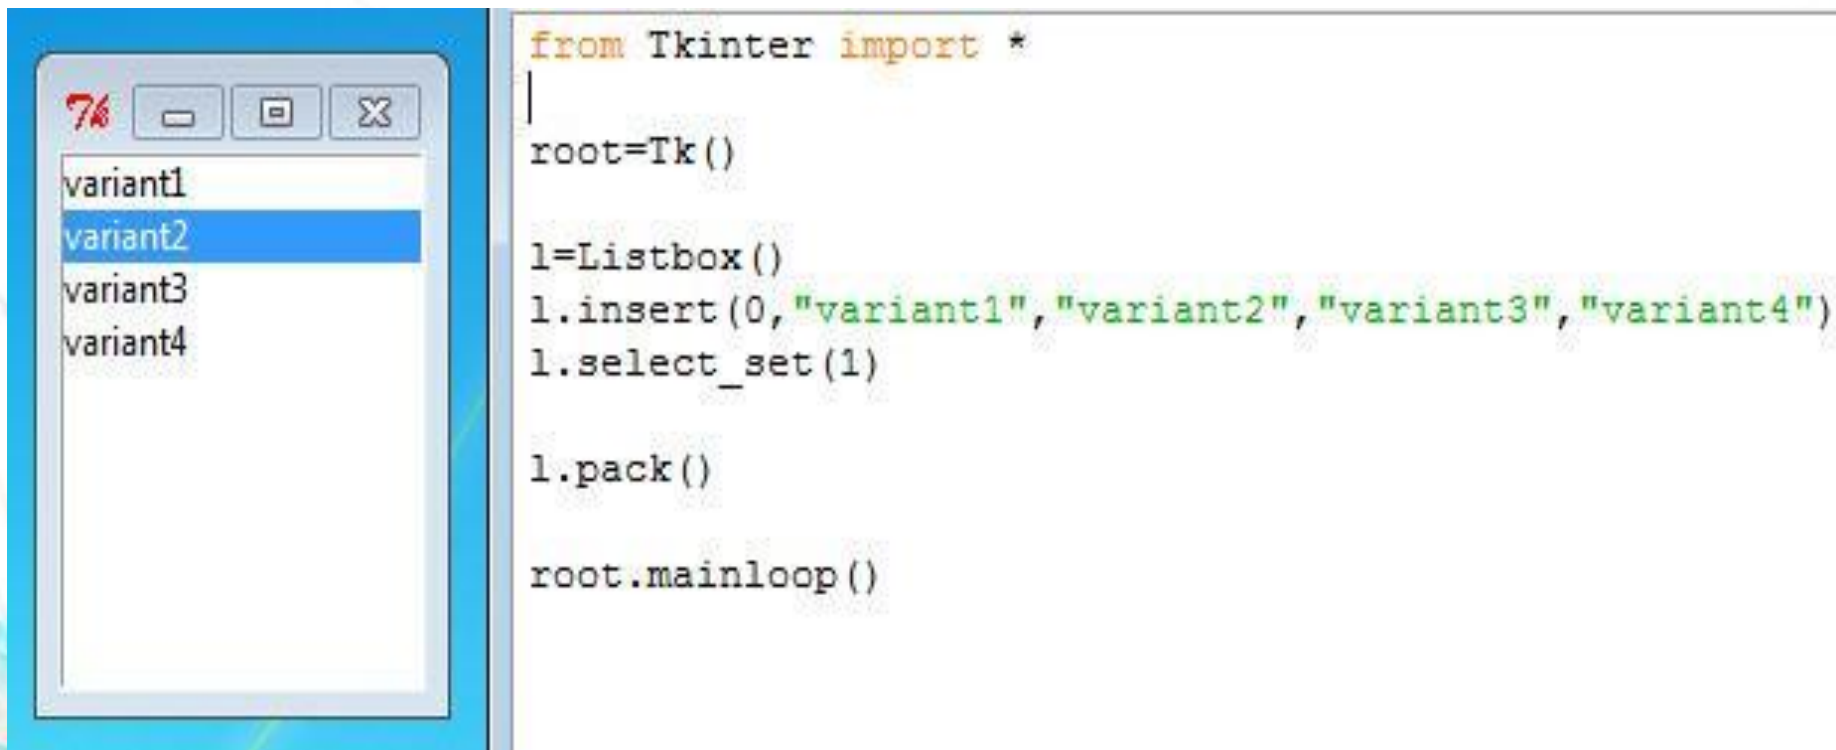 variant1
variant2
variant3
variant4
from Tkinter import *
root=Tk()
l=Listbox()
l.insert(0,"variant1","variant2","variant3","variant4")
l.select_set(1)
l.pack()
root.mainloop()